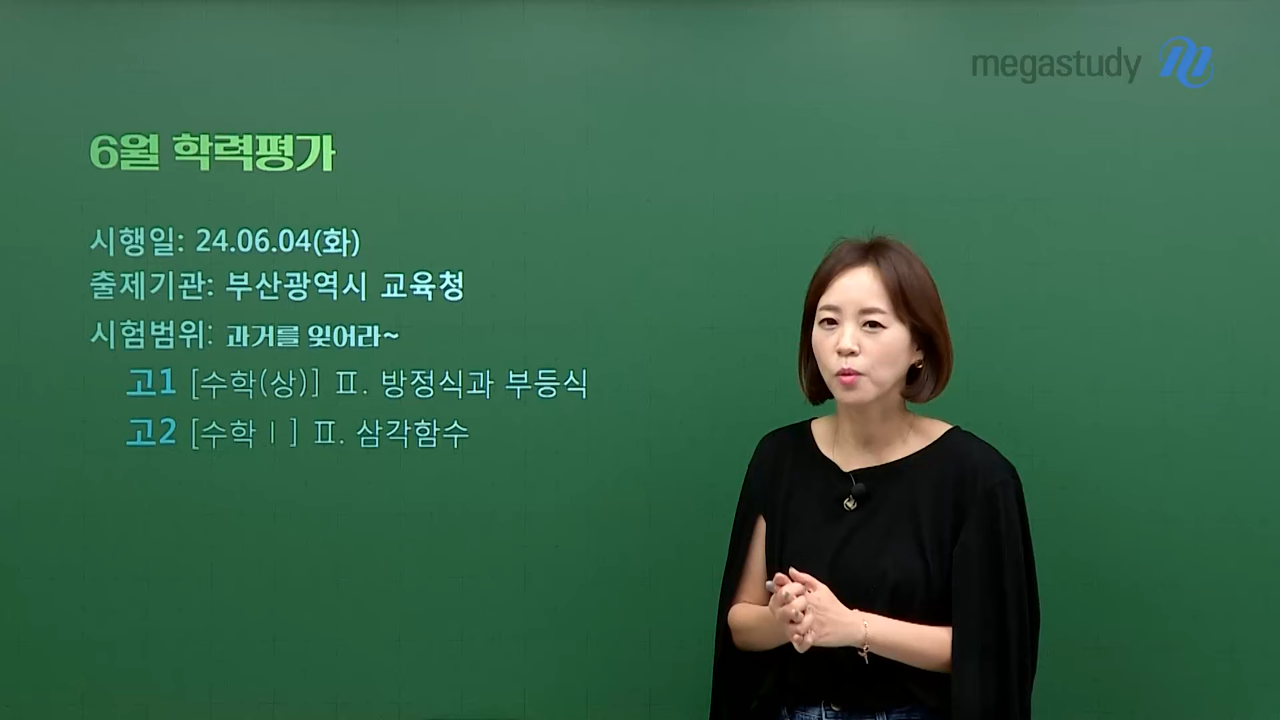 megastudy
6월 학력평가
시행일: 24.06.04(화)
출제기관: 부산광역시 교육청
시험범위: 과거를 잊어라~
고1 [수학(상)] Ⅱ. 방정식과 부등식
고2 [수학Ⅰ] Ⅱ. 삼각함수